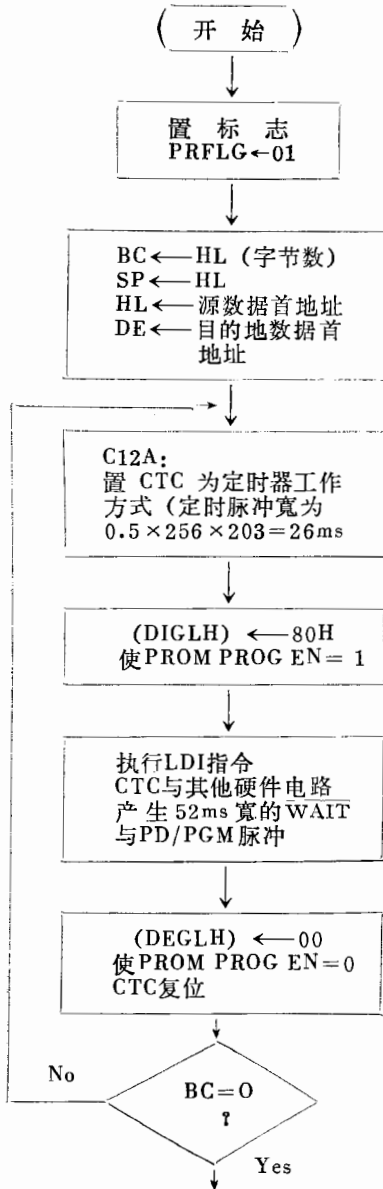 (开 始)
置 标 志
PRFLG←01
BC←HL (字节数)
SP←HL
HL←源数据首地址
DE←目的地数据首
地址
C12A:
置 CTC 为定时器工作
方式 (定时脉冲宽为
0.5×256×203=26ms
(DIGLH) ←80H
使PROM PROG EN= 1
执行LDI指令
CTC与其他硬件电路
产生52ms宽的WAIT
与PD/PGM脉冲
(DEGLH) ←00
使PROM PROG EN=0
CTC复位
No
BC=O
?
Yes